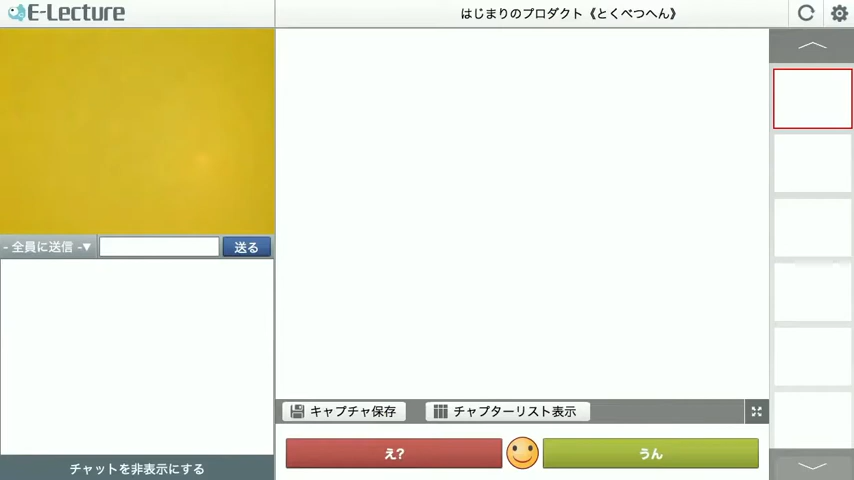 E-Lecture
はじまりのプロダクト《とくべつへん》
- 全員に送信 -▼
送る
キャプチャ保存
チャプターリスト表示
え?
うん
チャットを非表示にする